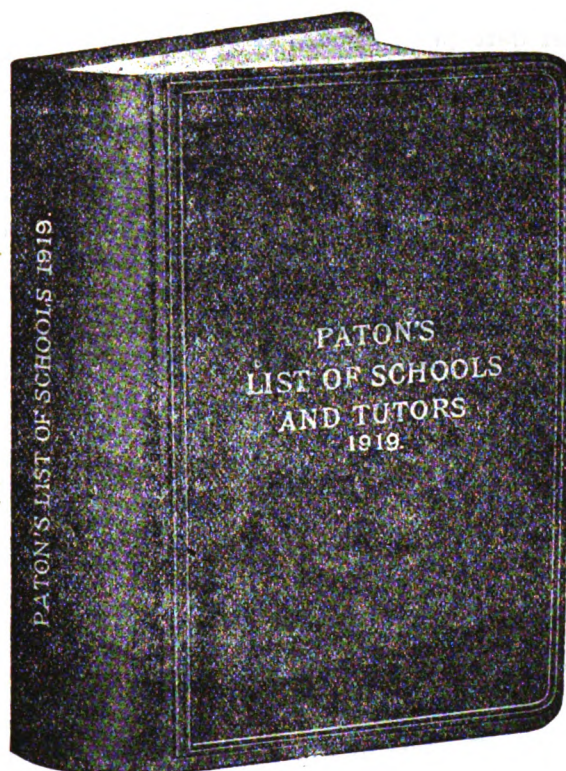 PATON'S LIST OF SCHOOLS 1919.
PATON'S
LIST OF SCHOOLS
AND TUTORS
1919.